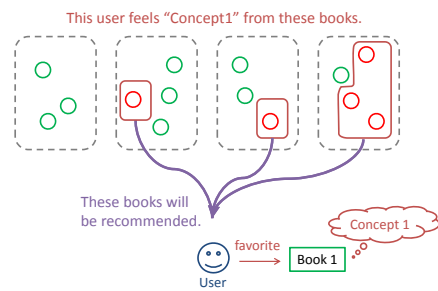 This user feels “Concept1” from these books.
These books will
be recommended.
Concept 1
favorite
Book 1
User